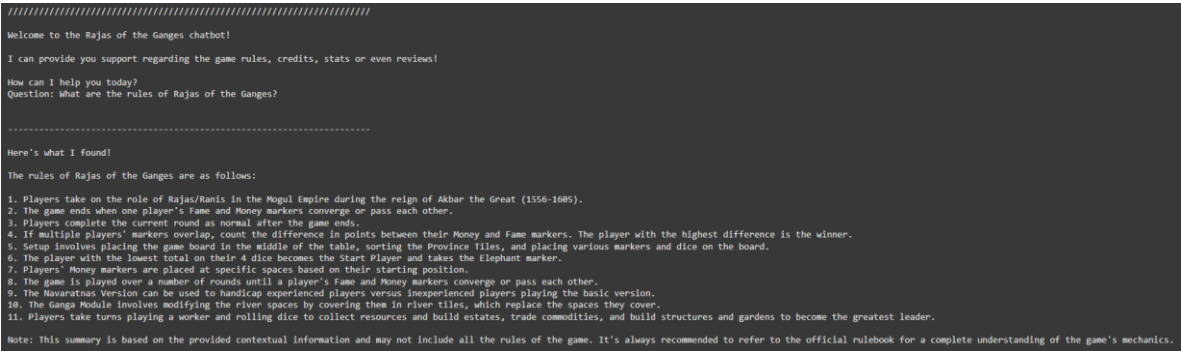 ///////////////////////////////////////////////////////////////////////
Welcome to the Rajas of the Ganges chatbot!
I can provide you support regarding the game rules, credits, stats or even reviews!
How can I help you today?
Question: What are the rules of Rajas of the Ganges?
-----------------------------------------------------------------------
Here's what I found!
The rules of Rajas of the Ganges are as follows:
1. Players take on the role of Rajas/Ranis in the Mogul Empire during the reign of Akbar the Great (1556-1605).
2. The game ends when one player's Fame and Money markers converge or pass each other.
3. Players complete the current round as normal after the game ends.
4. If multiple players' markers overlap, count the difference in points between their Money and Fame markers. The player with the highest difference is the winner.
5. Setup involves placing the game board in the middle of the table, sorting the Province Tiles, and placing various markers and dice on the board.
6. The player with the lowest total on their 4 dice becomes the Start Player and takes the Elephant marker.
7. Players' Money markers are placed at specific spaces based on their starting position.
8. The game is played over a number of rounds until a player's Fame and Money markers converge or pass each other.
9. The Navaratnas Version can be used to handicap experienced players versus inexperienced players playing the basic version.
10. The Ganga Module involves modifying the river spaces by covering them in river tiles, which replace the spaces they cover.
11. Players take turns playing a worker and rolling dice to collect resources and build estates, trade commodities, and build structures and gardens to become the greatest leader.
Note: This summary is based on the provided contextual information and may not include all the rules of the game. It's always recommended to refer to the official rulebook for a complete understanding of the game's mechanics.